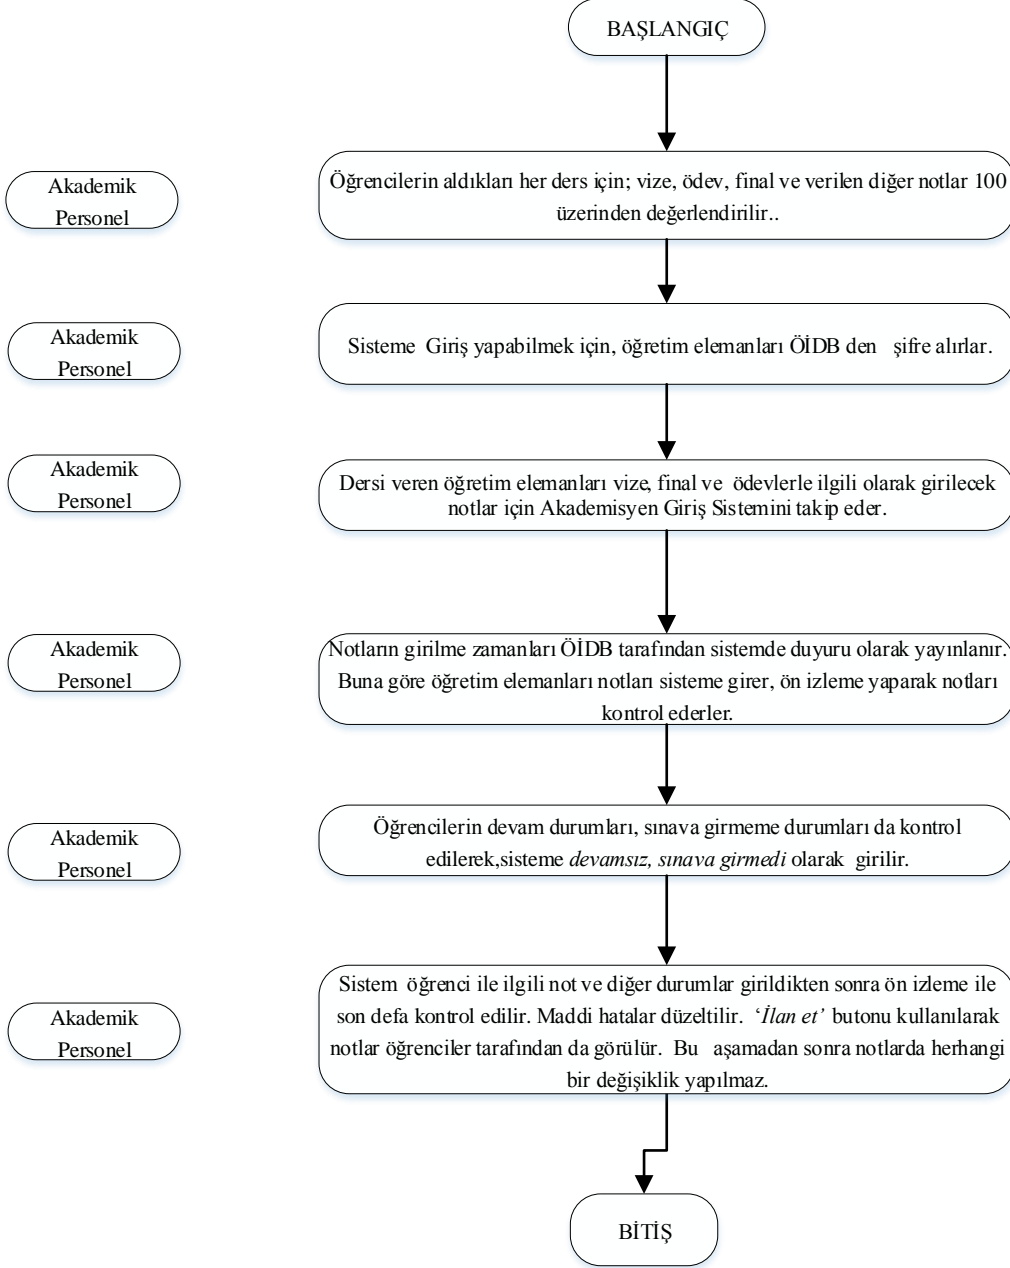 BAŞLANGIÇ
Akademik
Personel
Öğrencilerin aldıkları her ders için; vize, ödev, final ve verilen diğer notlar 100
üzerinden değerlendirilir..
Akademik
Personel
Sisteme Giriş yapabilmek için, öğretim elemanları ÖİDB den şifre alırlar.
Akademik
Personel
Dersi veren öğretim elemanları vize, final ve ödevlerle ilgili olarak girilecek
notlar için Akademisyen Giriş Sistemini takip eder.
Akademik
Personel
Notların girilme zamanları ÖİDB tarafından sistemde duyuru olarak yayınlanır.
Buna göre öğretim elemanları notları sisteme girer, ön izleme yaparak notları
kontrol ederler.
Akademik
Personel
Öğrencilerin devam durumları, sınava girmeme durumları da kontrol
edilerek,sisteme devamsız, sınava girmedi olarak girilir.
Akademik
Personel
Sistem öğrenci ile ilgili not ve diğer durumlar girildikten sonra ön izleme ile
son defa kontrol edilir. Maddi hatalar düzeltilir. ‘İlan et’ butonu kullanılarak
notlar öğrenciler tarafından da görülür. Bu aşamadan sonra notlarda herhangi
bir değişiklik yapılmaz.
BİTİŞ